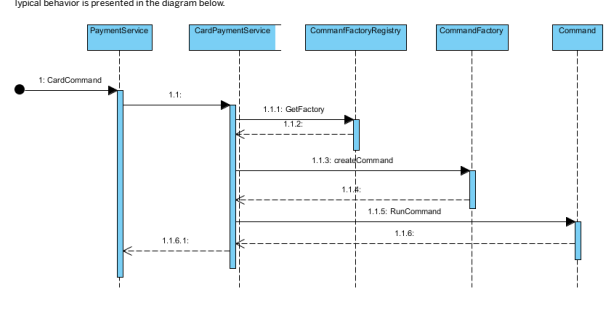 Typical behavior is presented in the diagram below.
PaymentService
CardPaymentService
CommanfFactoryRegistry
CommandFactory
Command
1: CardCommand
1.1:
1.1.1: GetFactory
1.1.2:
1.1.3: createCommand
1.1.4:
1.1.5: RunCommand
1.1.6:
1.1.6.1: